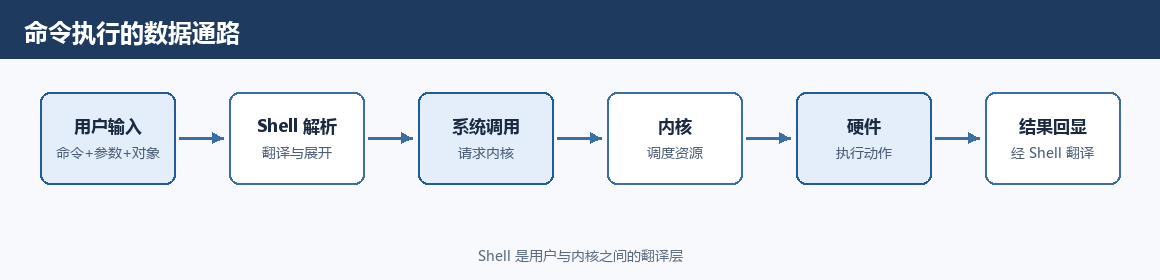 命令执行的数据通路
用户输入
命令+参数+对象
Shell 解析
翻译与展开
系统调用
请求内核
内核
调度资源
硬件
执行动作
结果回显
经 Shell 翻译
Shell 是用户与内核之间的翻译层